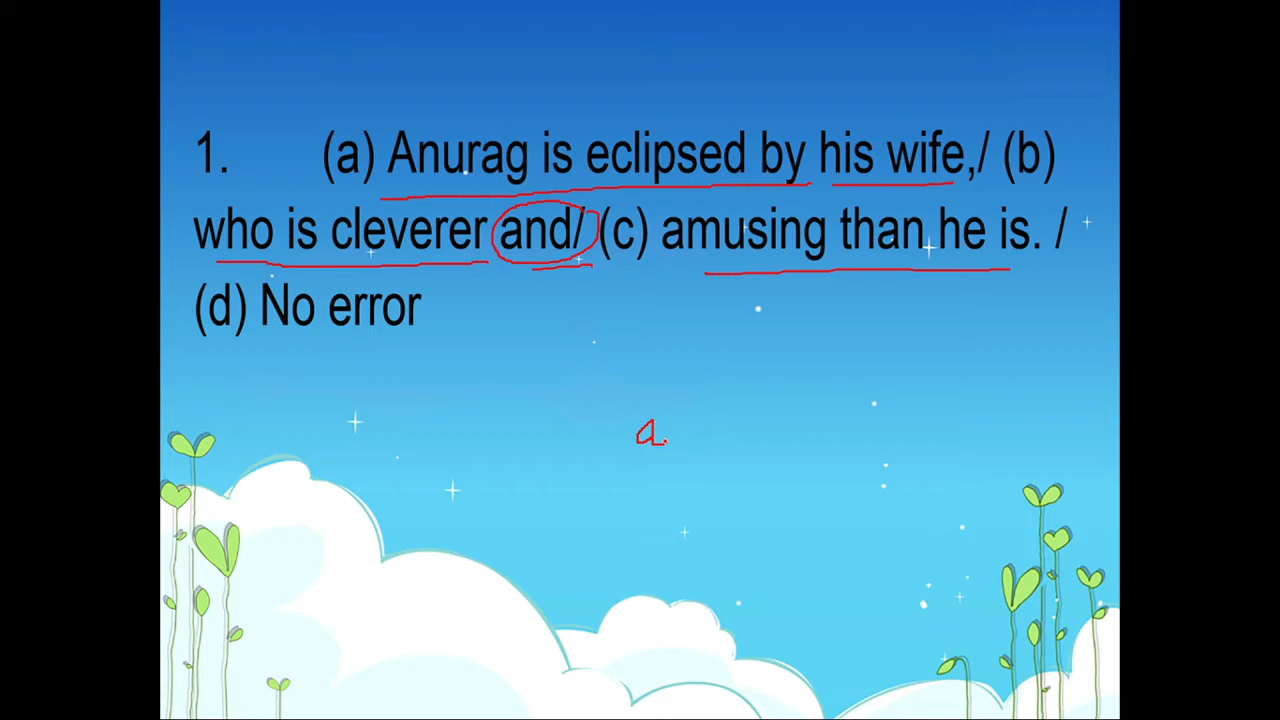 1. (a) Anurag is eclipsed by his wife,/ (b)
who is cleverer and/ (c) amusing than he is. /
(d) No error
a.